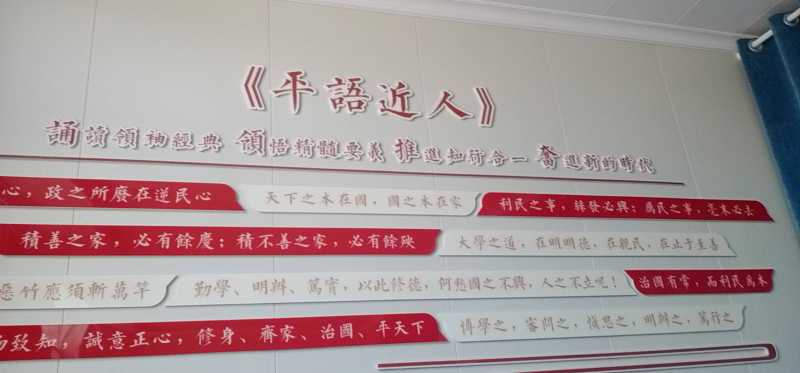 《平語近人》
誦讀領袖經典 領悟精髓要義 推進知行合一 奮進新的時代
心，政之所廢在逆民心
天下之本在國，國之本在家
利民之事，絲發必興；厲民之事，毫末必去
積善之家，必有餘慶；積不善之家，必有餘殃
大學之道，在明明德，在親民，在止于至善
惡竹應須斬萬竿
勤學、明辨、篤實，以此修德，何愁國之不興，人之不立呢！
治國有常，而利民為本
致知，誠意正心，修身、齊家、治國、平天下
博學之，審問之，慎思之，明辨之，篤行之